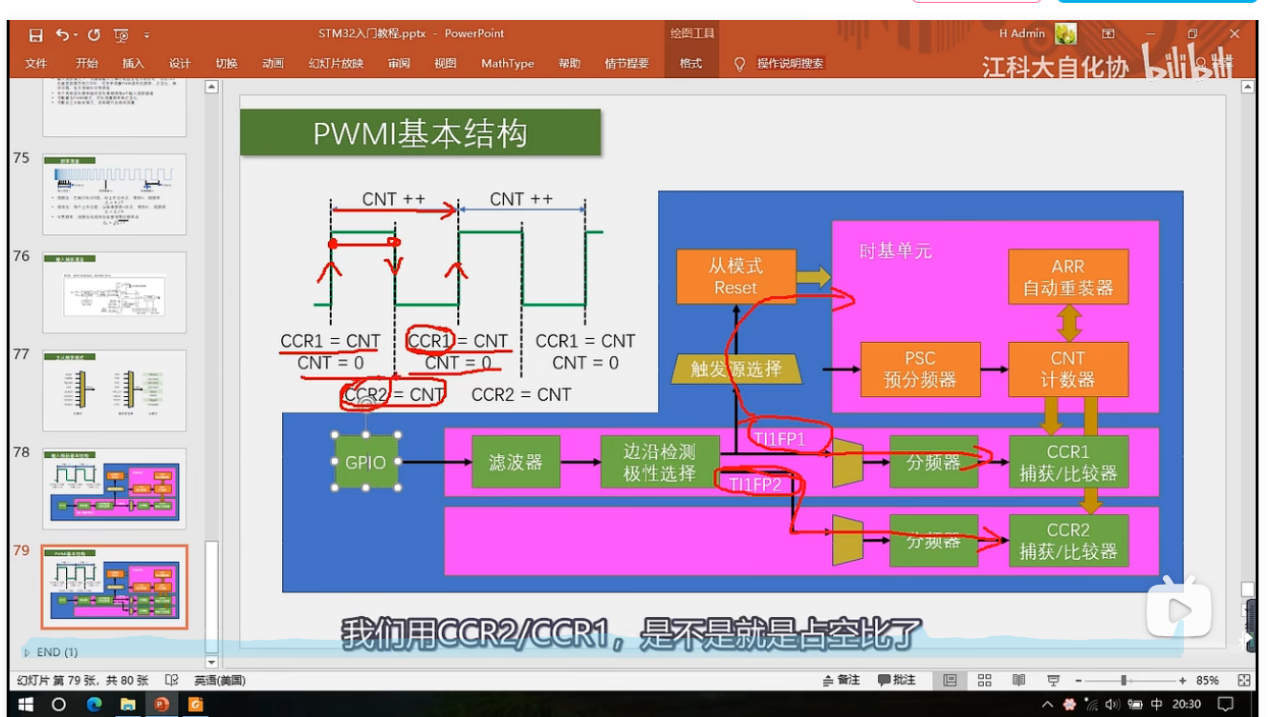 STM32入门教程.pptx - PowerPoint
绘图工具
H Admin
文件 开始 插入 设计 切换 动画 幻灯片放映 审阅 视图 MathType 帮助 情节提要 格式 操作说明搜索
江科大自化协 bilibili
75
76
77
78
79
END (1)
PWMI基本结构
CNT ++ CNT ++
CCR1 = CNT CCR1 = CNT CCR1 = CNT
CNT = 0 CNT = 0 CNT = 0
CCR2 = CNT CCR2 = CNT
从模式
Reset
时基单元
ARR
自动重装器
触发源选择
PSC
预分频器
CNT
计数器
GPIO
滤波器
边沿检测
极性选择
TI1FP1
TI1FP2
分频器
CCR1
捕获/比较器
分频器
CCR2
捕获/比较器
我们用CCR2/CCR1，是不是就是占空比了
幻灯片 第 79 张，共 80 张 英语(美国) 备注 批注 85%
中 20:30